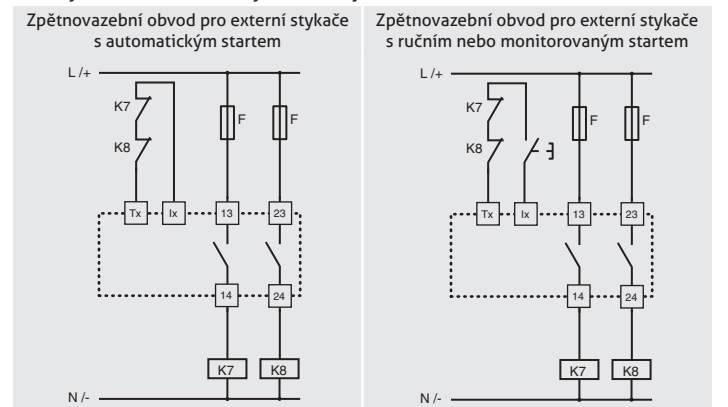 Zpětnovazební obvod pro externí stykače
s automatickým startem
L /+
K7
K8
F
F
Tx
Ix
13
23
14
24
K7
K8
N /-
Zpětnovazební obvod pro externí stykače
s ručním nebo monitorovaným startem
L /+
K7
K8
F
F
Tx
Ix
13
23
14
24
K7
K8
N /-